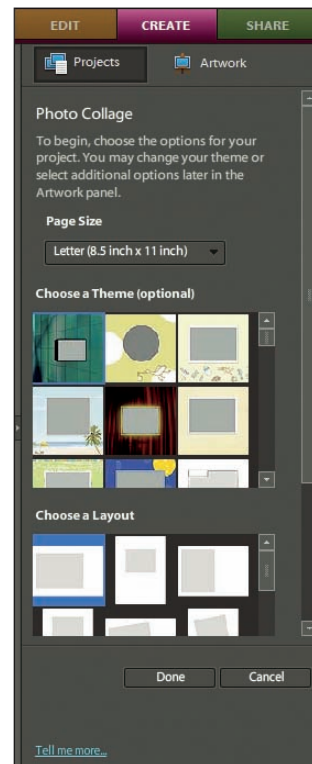 EDIT CREATE SHARE
Projects Artwork
Photo Collage
To begin, choose the options for your
project. You may change your theme or
select additional options later in the
Artwork panel.
Page Size
Letter (8.5 inch x 11 inch)
Choose a Theme (optional)
Choose a Layout
Done Cancel
Tell me more...